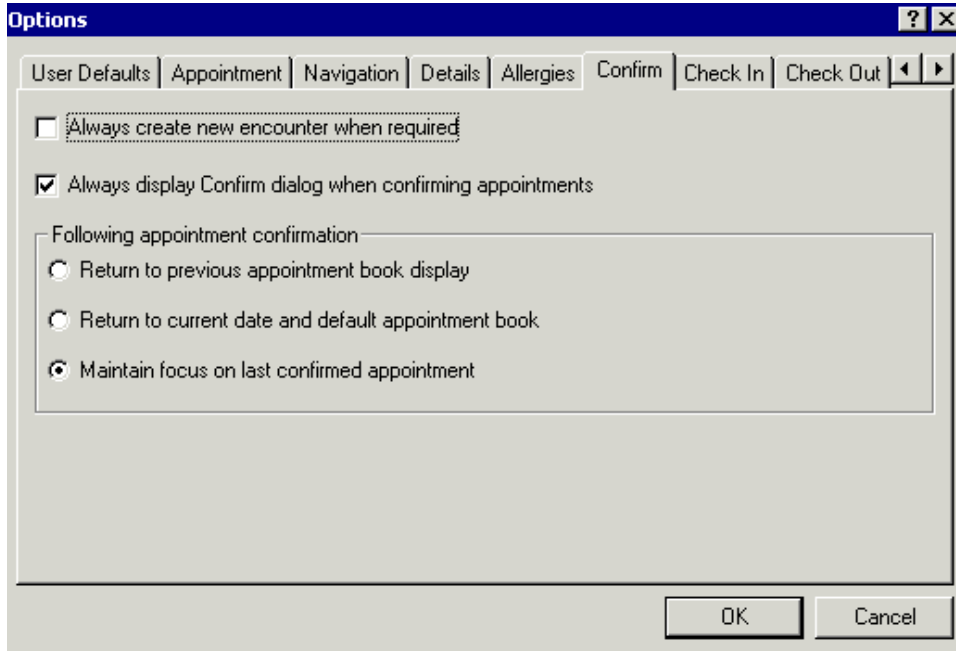 Options
User Defaults Appointment Navigation Details Allergies Confirm Check In Check Out
Always create new encounter when required
Always display Confirm dialog when confirming appointments
Following appointment confirmation
Return to previous appointment book display
Return to current date and default appointment book
Maintain focus on last confirmed appointment
OK Cancel